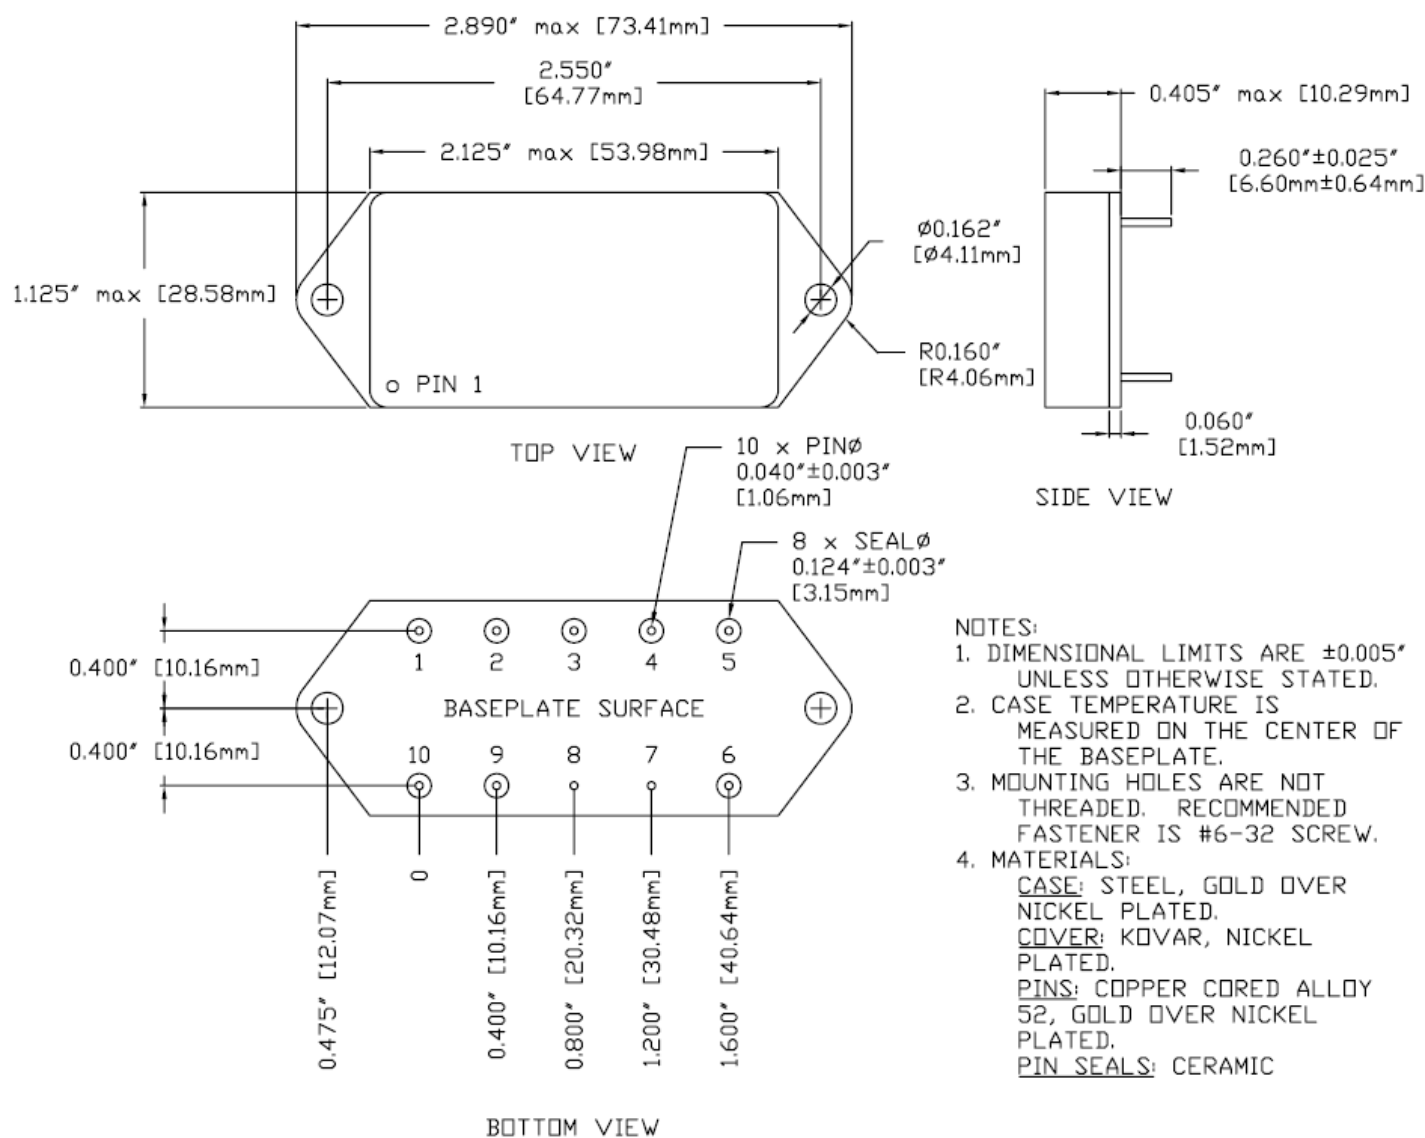 2.890″ max [73.41mm]
2.550″
[64.77mm]
2.125″ max [53.98mm]
1.125″ max [28.58mm]
Ø0.162″
[Ø4.11mm]
R0.160″
[R4.06mm]
PIN 1
TOP VIEW
0.405″ max [10.29mm]
0.260″±0.025″
[6.60mm±0.64mm]
0.060″
[1.52mm]
SIDE VIEW
10 x PINØ
0.040″±0.003″
[1.06mm]
8 x SEALØ
0.124″±0.003″
[3.15mm]
0.400″ [10.16mm]
0.400″ [10.16mm]
1 2 3 4 5
BASEPLATE SURFACE
10 9 8 7 6
0.475″ [12.07mm]
0
0.400″ [10.16mm]
0.800″ [20.32mm]
1.200″ [30.48mm]
1.600″ [40.64mm]
BOTTOM VIEW
NOTES:
1. DIMENSIONAL LIMITS ARE ±0.005″
UNLESS OTHERWISE STATED.
2. CASE TEMPERATURE IS
MEASURED ON THE CENTER OF
THE BASEPLATE.
3. MOUNTING HOLES ARE NOT
THREADED. RECOMMENDED
FASTENER IS #6-32 SCREW.
4. MATERIALS:
CASE: STEEL, GOLD OVER
NICKEL PLATED.
COVER: KOVAR, NICKEL
PLATED.
PINS: COPPER CORED ALLOY
52, GOLD OVER NICKEL
PLATED.
PIN SEALS: CERAMIC